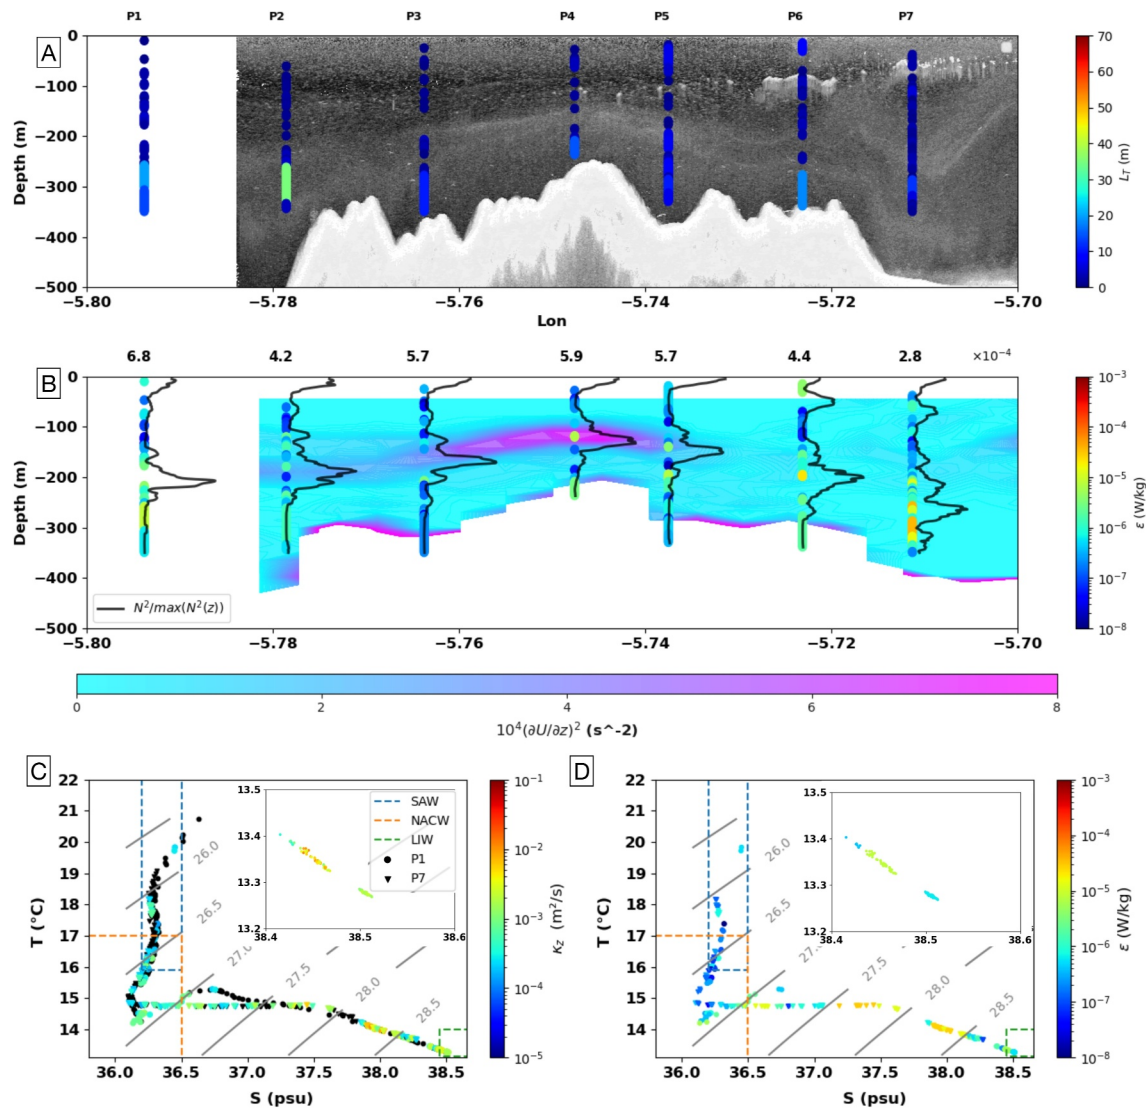 P1 P2 P3 P4 P5 P6 P7
A
0
−100
−200
−300
−400
−500
Depth (m)
−5.80 −5.78 −5.76 −5.74 −5.72 −5.70
Lon
70
60
50
40
30
20
10
0
L_T (m)
6.8 4.2 5.7 5.9 5.7 4.4 2.8 ×10⁻⁴
B
0
−100
−200
−300
−400
−500
Depth (m)
N²/max(N²(z))
−5.80 −5.78 −5.76 −5.74 −5.72 −5.70
10⁻³
10⁻⁴
10⁻⁵
10⁻⁶
10⁻⁷
10⁻⁸
ε (W/kg)
0 2 4 6 8
10⁴(∂U/∂z)² (s^-2)
C
22
21
20
19
18
17
16
15
14
T (°C)
36.0 36.5 37.0 37.5 38.0 38.5
S (psu)
13.5
13.4
13.3
13.2
38.4 38.5 38.6
SAW
NACW
LIW
P1
P7
26.0
26.5
27.0
27.5
28.0
28.5
10⁻¹
10⁻²
10⁻³
10⁻⁴
10⁻⁵
κ_z (m²/s)
D
22
21
20
19
18
17
16
15
14
T (°C)
36.0 36.5 37.0 37.5 38.0 38.5
S (psu)
13.5
13.4
13.3
13.2
38.4 38.5 38.6
26.0
26.5
27.0
27.5
28.0
28.5
10⁻³
10⁻⁴
10⁻⁵
10⁻⁶
10⁻⁷
10⁻⁸
ε (W/kg)